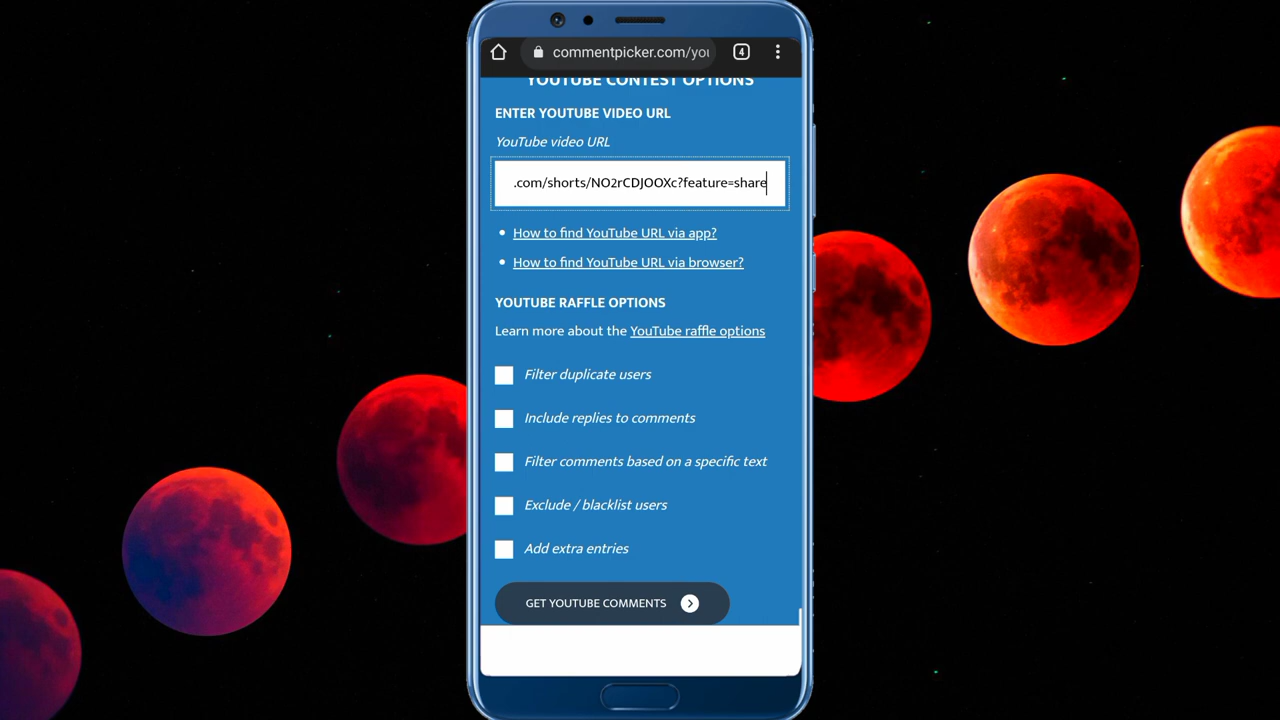 commentpicker.com/you
4
YOUTUBE CONTEST OPTIONS
ENTER YOUTUBE VIDEO URL
YouTube video URL
.com/shorts/NO2rCDJOOXc?feature=share
• How to find YouTube URL via app?
• How to find YouTube URL via browser?
YOUTUBE RAFFLE OPTIONS
Learn more about the YouTube raffle options
Filter duplicate users
Include replies to comments
Filter comments based on a specific text
Exclude / blacklist users
Add extra entries
GET YOUTUBE COMMENTS